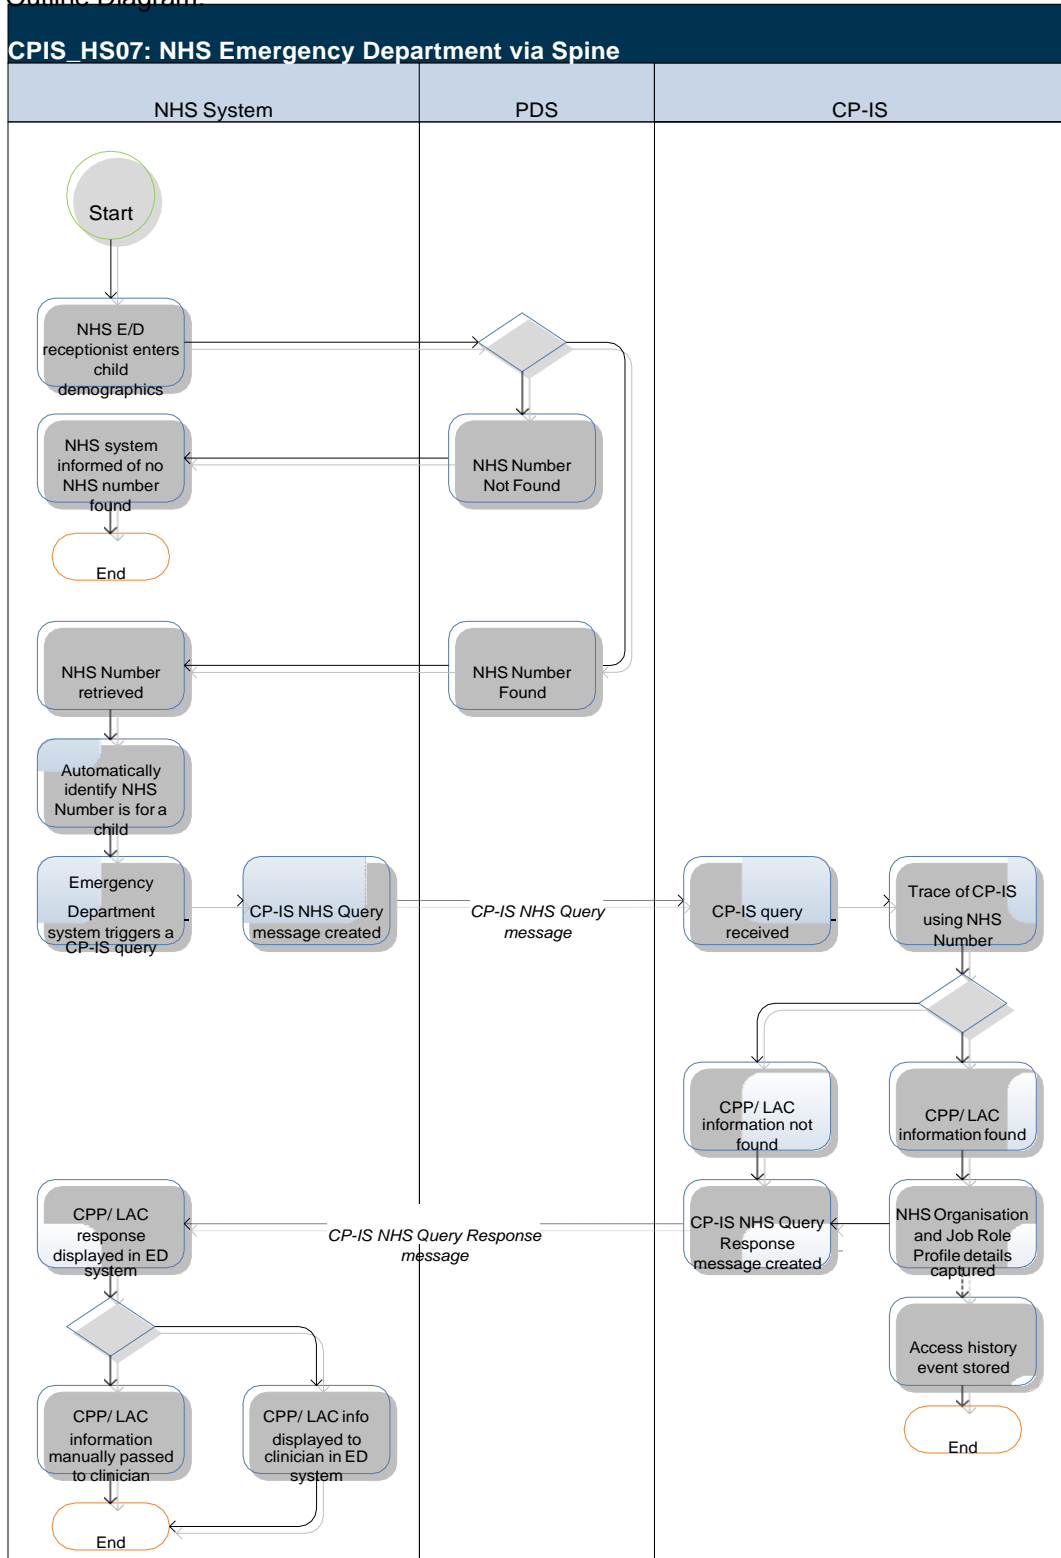 Outline Diagram:
CPIS_HS07: NHS Emergency Department via Spine
NHS System
PDS
CP-IS
Start
NHS E/D
receptionist enters
child
demographics
NHS system
informed of no
NHS number
found
NHS Number
Not Found
End
NHS Number
retrieved
NHS Number
Found
Automatically
identify NHS
Number is for a
child
Emergency
Department
system triggers a
CP-IS query
CP-IS NHS Query
message created
CP-IS NHS Query
message
CP-IS query
received
Trace of CP-IS
using NHS
Number
CPP/ LAC
information not
found
CPP/ LAC
information found
CPP/ LAC
response
displayed in ED
system
CP-IS NHS Query Response
message
CP-IS NHS Query
Response
message created
NHS Organisation
and Job Role
Profile details
captured
Access history
event stored
CPP/ LAC
information
manually passed
to clinician
CPP/ LAC info
displayed to
clinician in ED
system
End
End